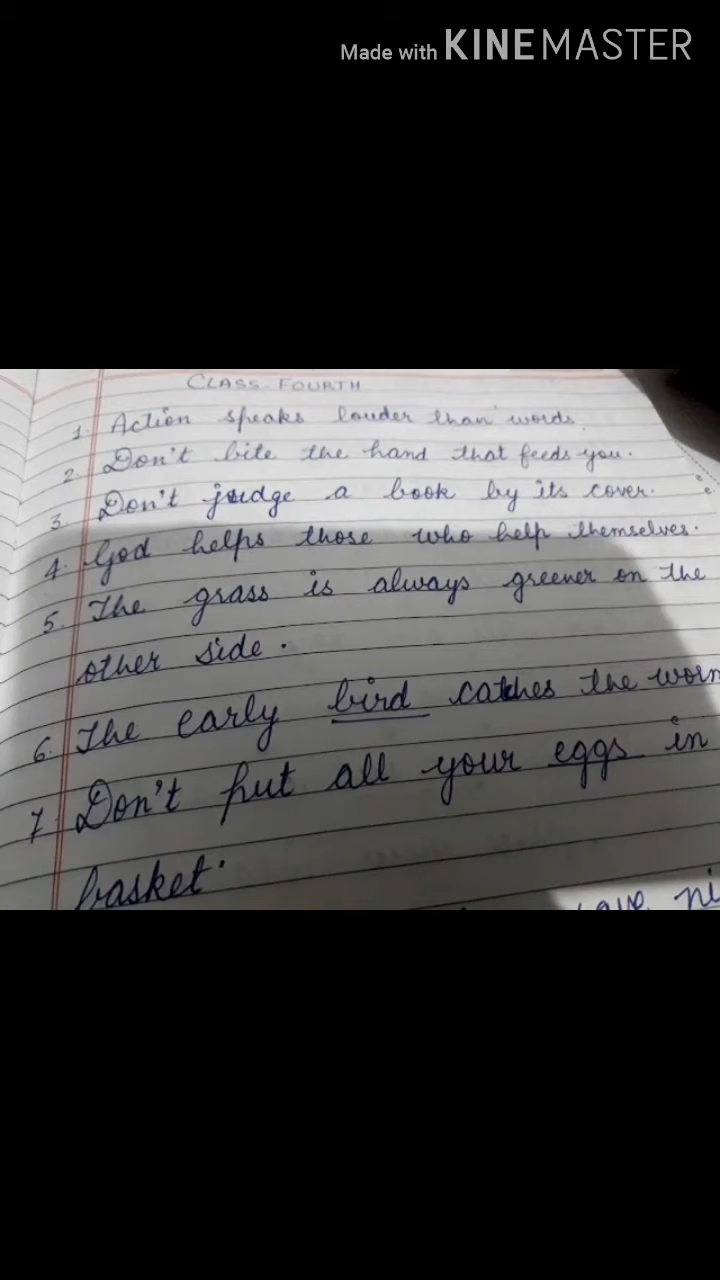 Made with KINEMASTER
CLASS FOURTH
1. Action speaks louder than words.
2. Don't bite the hand that feeds you.
3. Don't judge a book by its cover.
4. God helps those who help themselves.
5. The grass is always greener on the
other side.
6. The early bird catches the worm
7. Don't put all your eggs in
basket.